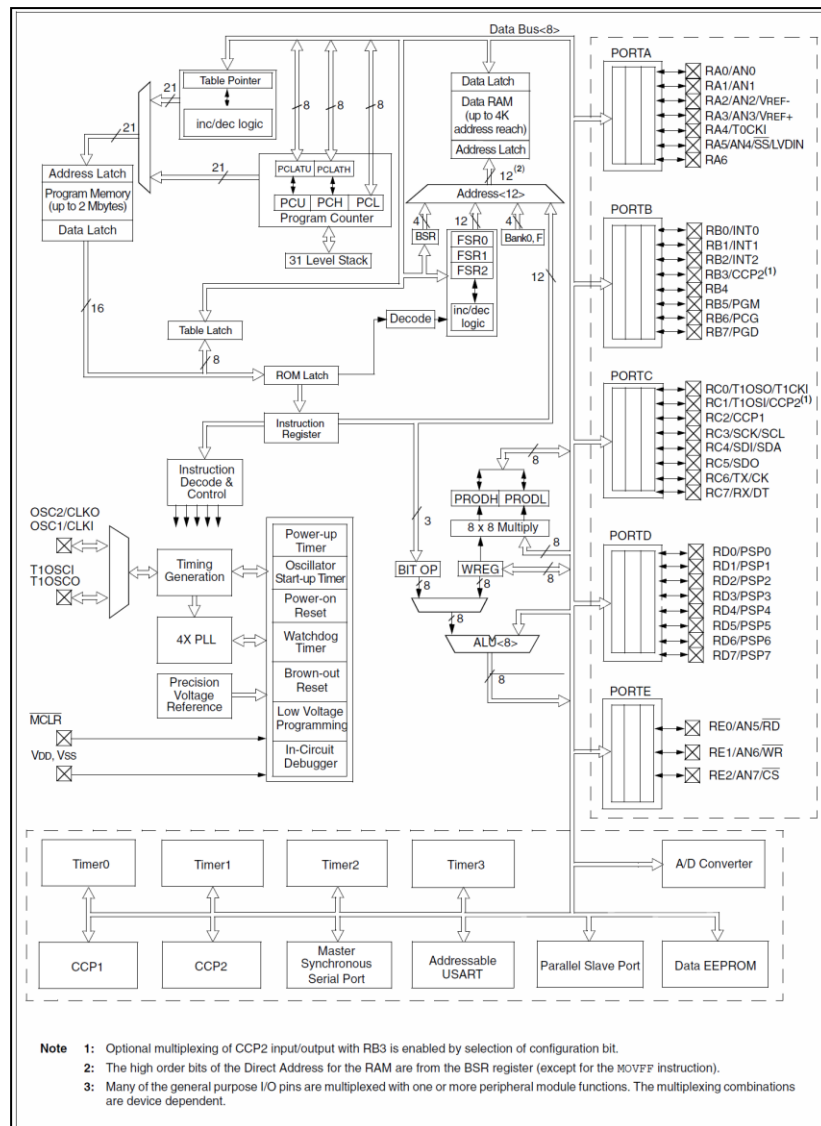 Data Bus<8>
21
Table Pointer
inc/dec logic
21
8
8
8
Data Latch
Data RAM
(up to 4K
address reach)
Address Latch
12(2)
Address<12>
4
12
4
BSR
FSR0
FSR1
FSR2
inc/dec
logic
Bank0, F
12
Address Latch
Program Memory
(up to 2 Mbytes)
Data Latch
21
PCLATU
PCLATH
PCU
PCH
PCL
Program Counter
31 Level Stack
16
Table Latch
8
Decode
ROM Latch
Instruction
Register
Instruction
Decode &
Control
OSC2/CLKO
OSC1/CLKI
T1OSCI
T1OSCO
Timing
Generation
4X PLL
Precision
Voltage
Reference
MCLR
VDD, VSS
Power-up
Timer
Oscillator
Start-up Timer
Power-on
Reset
Watchdog
Timer
Brown-out
Reset
Low Voltage
Programming
In-Circuit
Debugger
3
8
PRODH
PRODL
8 x 8 Multiply
8
BIT OP
WREG
8
8
8
8
ALU<8>
8
PORTA
RA0/AN0
RA1/AN1
RA2/AN2/VREF-
RA3/AN3/VREF+
RA4/T0CKI
RA5/AN4/SS/LVDIN
RA6
PORTB
RB0/INT0
RB1/INT1
RB2/INT2
RB3/CCP2(1)
RB4
RB5/PGM
RB6/PCG
RB7/PGD
PORTC
RC0/T1OSO/T1CKI
RC1/T1OSI/CCP2(1)
RC2/CCP1
RC3/SCK/SCL
RC4/SDI/SDA
RC5/SDO
RC6/TX/CK
RC7/RX/DT
PORTD
RD0/PSP0
RD1/PSP1
RD2/PSP2
RD3/PSP3
RD4/PSP4
RD5/PSP5
RD6/PSP6
RD7/PSP7
PORTE
RE0/AN5/RD
RE1/AN6/WR
RE2/AN7/CS
Timer0
Timer1
Timer2
Timer3
A/D Converter
CCP1
CCP2
Master
Synchronous
Serial Port
Addressable
USART
Parallel Slave Port
Data EEPROM
Note 1: Optional multiplexing of CCP2 input/output with RB3 is enabled by selection of configuration bit.
2: The high order bits of the Direct Address for the RAM are from the BSR register (except for the MOVFF instruction).
3: Many of the general purpose I/O pins are multiplexed with one or more peripheral module functions. The multiplexing combinations
are device dependent.